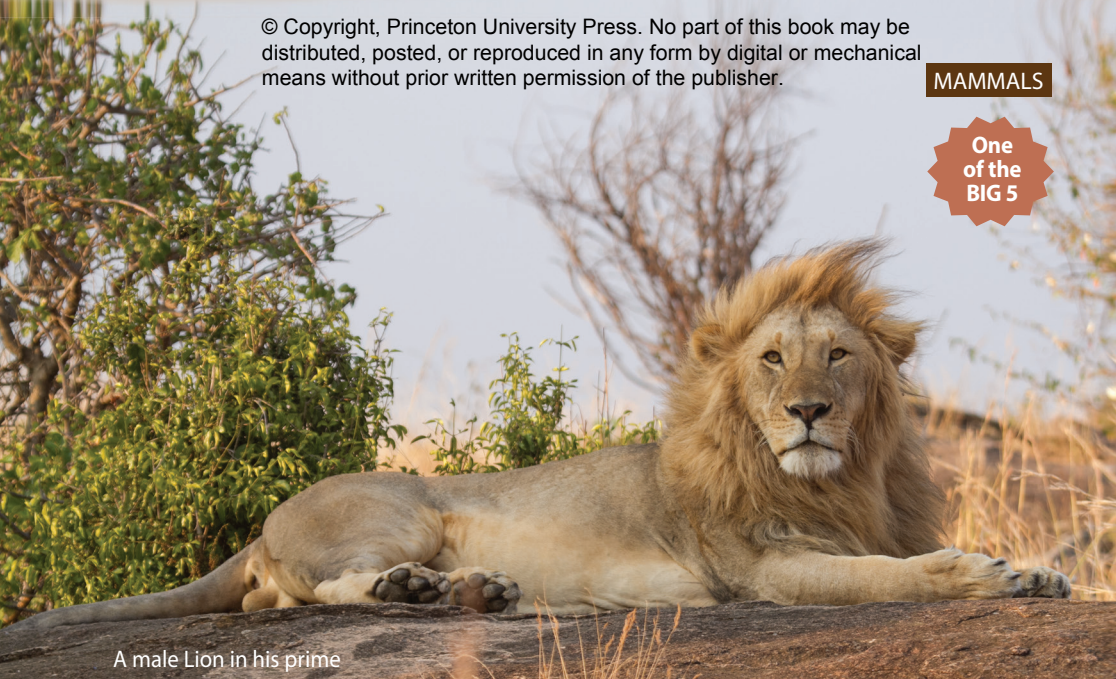 © Copyright, Princeton University Press. No part of this book may be
distributed, posted, or reproduced in any form by digital or mechanical
means without prior written permission of the publisher.
MAMMALS
One
of the
BIG 5
A male Lion in his prime